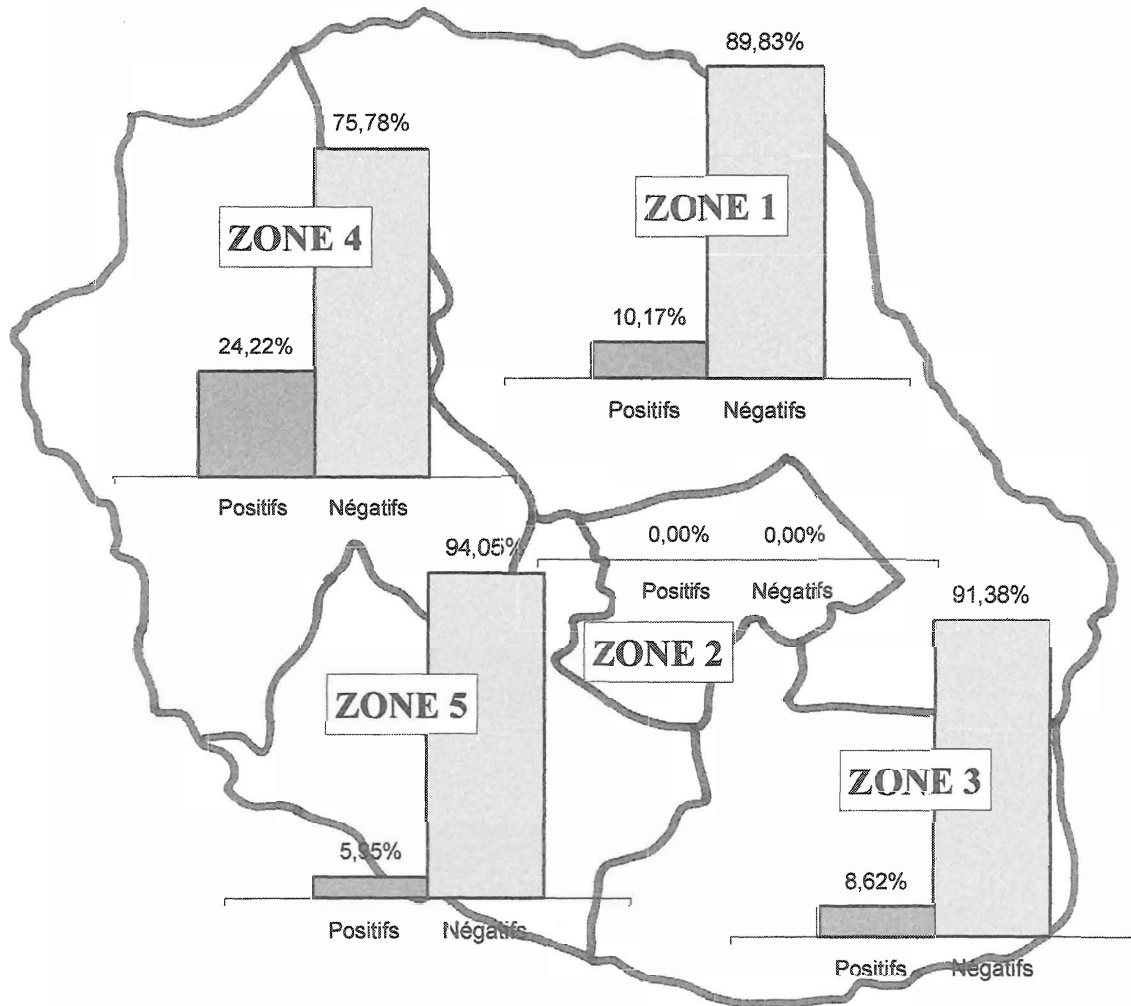 89,83%
ZONE 1
10,17%
Positifs Négatifs
75,78%
ZONE 4
24,22%
Positifs Négatifs
0,00% 0,00%
Positifs Négatifs
ZONE 2
94,05%
ZONE 5
5,95%
Positifs Négatifs
91,38%
ZONE 3
8,62%
Positifs Négatifs